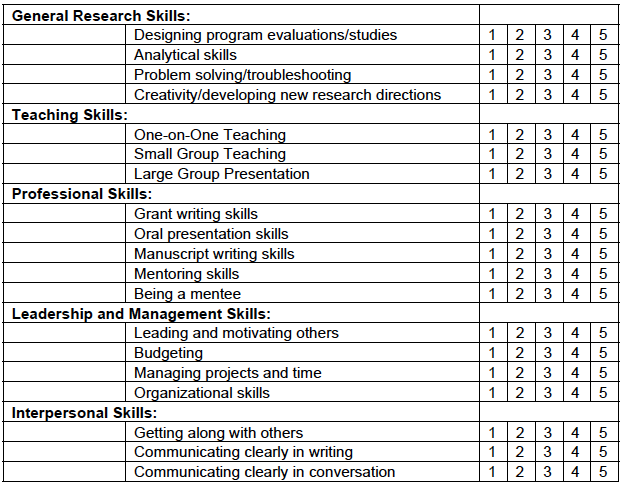 General Research Skills:
Designing program evaluations/studies 1 2 3 4 5
Analytical skills 1 2 3 4 5
Problem solving/troubleshooting 1 2 3 4 5
Creativity/developing new research directions 1 2 3 4 5
Teaching Skills:
One-on-One Teaching 1 2 3 4 5
Small Group Teaching 1 2 3 4 5
Large Group Presentation 1 2 3 4 5
Professional Skills:
Grant writing skills 1 2 3 4 5
Oral presentation skills 1 2 3 4 5
Manuscript writing skills 1 2 3 4 5
Mentoring skills 1 2 3 4 5
Being a mentee 1 2 3 4 5
Leadership and Management Skills:
Leading and motivating others 1 2 3 4 5
Budgeting 1 2 3 4 5
Managing projects and time 1 2 3 4 5
Organizational skills 1 2 3 4 5
Interpersonal Skills:
Getting along with others 1 2 3 4 5
Communicating clearly in writing 1 2 3 4 5
Communicating clearly in conversation 1 2 3 4 5